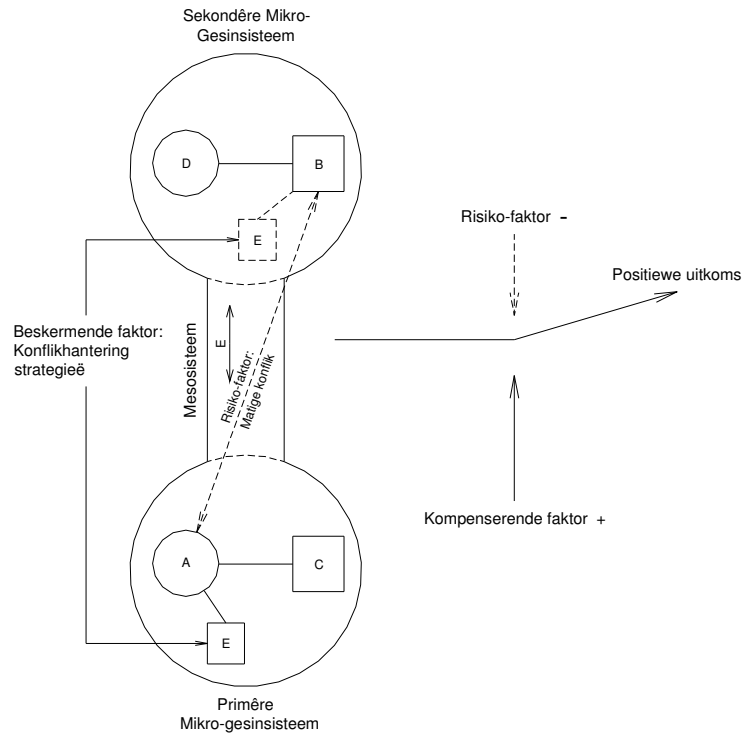 Sekondêre Mikro-
Gesinsisteem
D
B
E
Risiko-faktor -
Positiewe uitkoms
Beskermende faktor:
Konflikhantering
strategieë
Mesosisteem
E
Risiko-faktor:
Matige konflik
Kompenserende faktor +
A
C
E
Primêre
Mikro-gesinsisteem